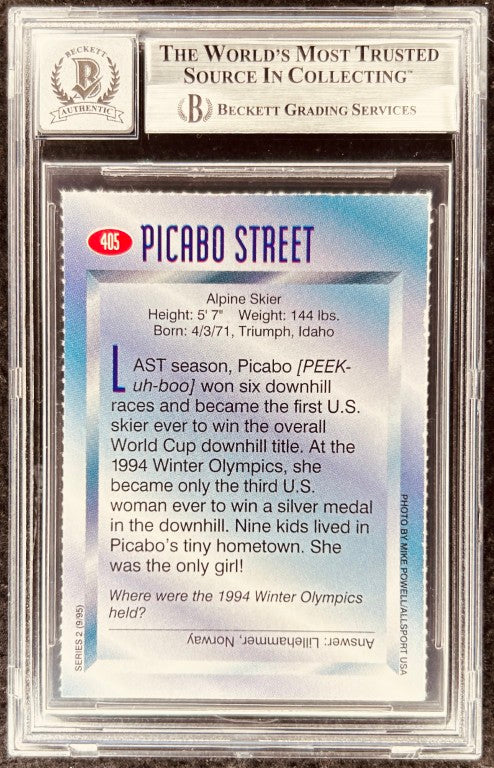 BECKETT
B
AUTHENTIC
THE WORLD'S MOST TRUSTED
SOURCE IN COLLECTING™
B BECKETT GRADING SERVICES
405 PICABO STREET
Alpine Skier
Height: 5' 7" Weight: 144 lbs.
Born: 4/3/71, Triumph, Idaho
LAST season, Picabo [PEEK-
uh-boo] won six downhill
races and became the first U.S.
skier ever to win the overall
World Cup downhill title. At the
1994 Winter Olympics, she
became only the third U.S.
woman ever to win a silver medal
in the downhill. Nine kids lived in
Picabo's tiny hometown. She
was the only girl!
Where were the 1994 Winter Olympics
held?
Answer: Lillehammer, Norway
SERIES 2 (9/95)
PHOTO BY MIKE POWELL/ALLSPORT USA